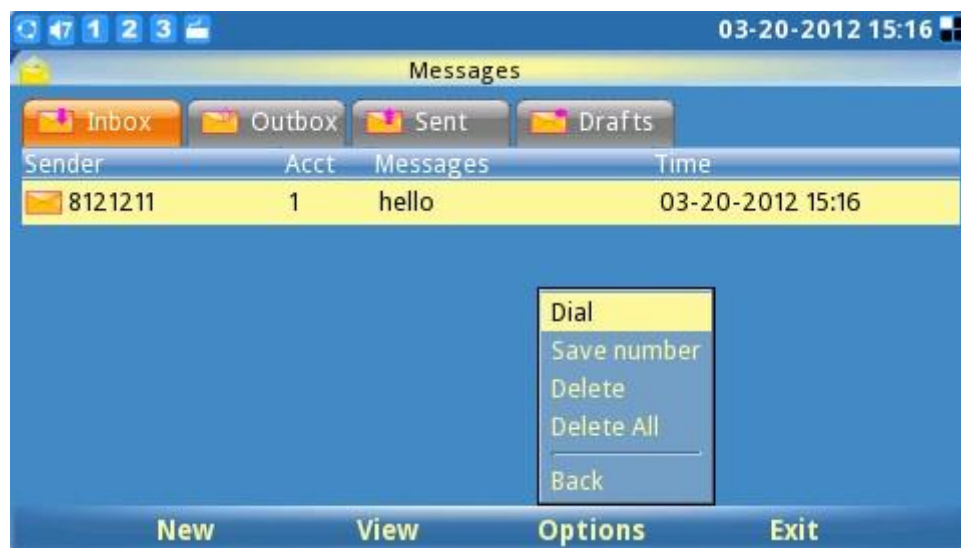 7 1 2 3 03-20-2012 15:16
Messages
Inbox Outbox Sent Drafts
Sender Acct Messages Time
8121211 1 hello 03-20-2012 15:16
Dial
Save number
Delete
Delete All
Back
New View Options Exit